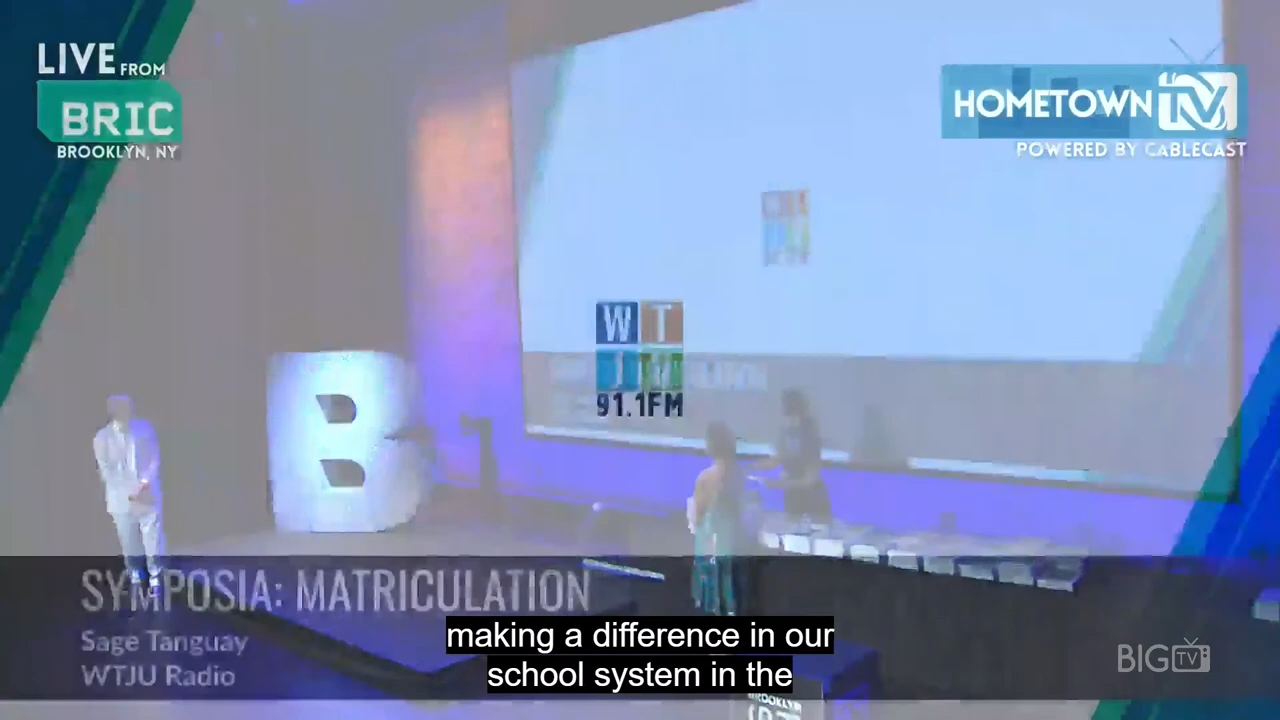 LIVE FROM
BRIC
BROOKLYN, NY
HOMETOWN TV
POWERED BY CABLECAST
W T
J U
91.1FM
SYMPOSIA: MATRICULATION
Sage Tanguay
WTJU Radio
making a difference in our
school system in the
BIG TV
BROOKLYN